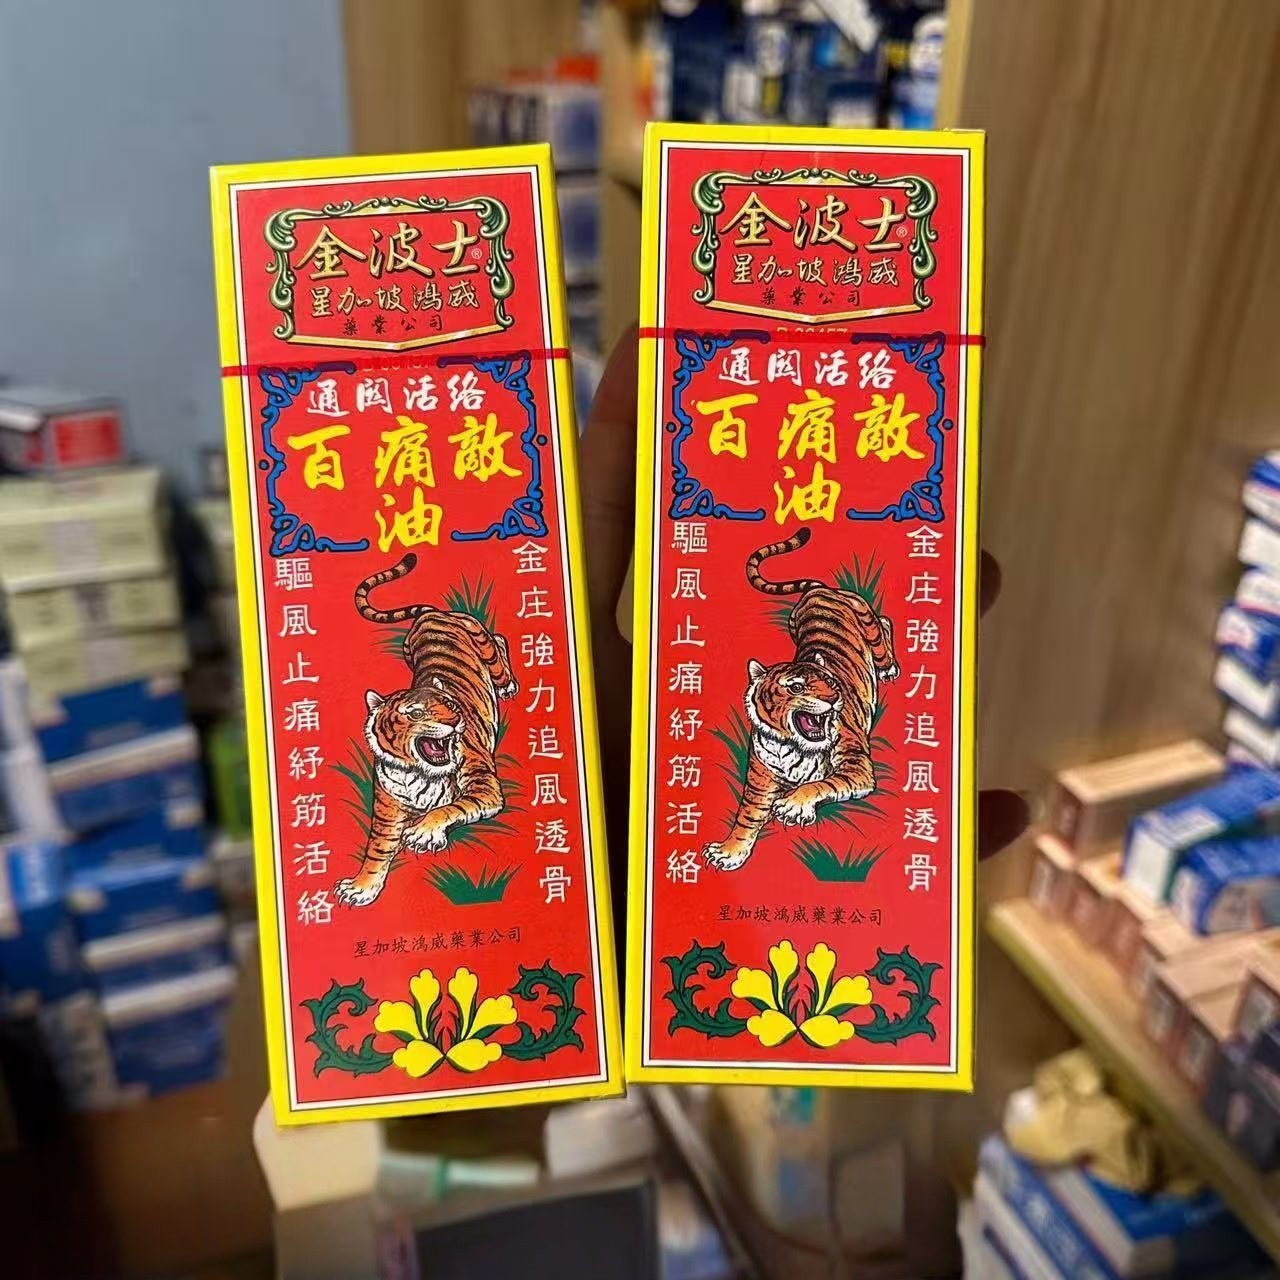 金波士®
星加坡鴻威
藥業公司
通関活絡
百痛敵
油
金庄強力追風透骨
驅風止痛紓筋活絡
星加坡鴻威藥業公司
金波士®
星加坡鴻威
藥業公司
通関活絡
百痛敵
油
金庄強力追風透骨
驅風止痛紓筋活絡
星加坡鴻威藥業公司